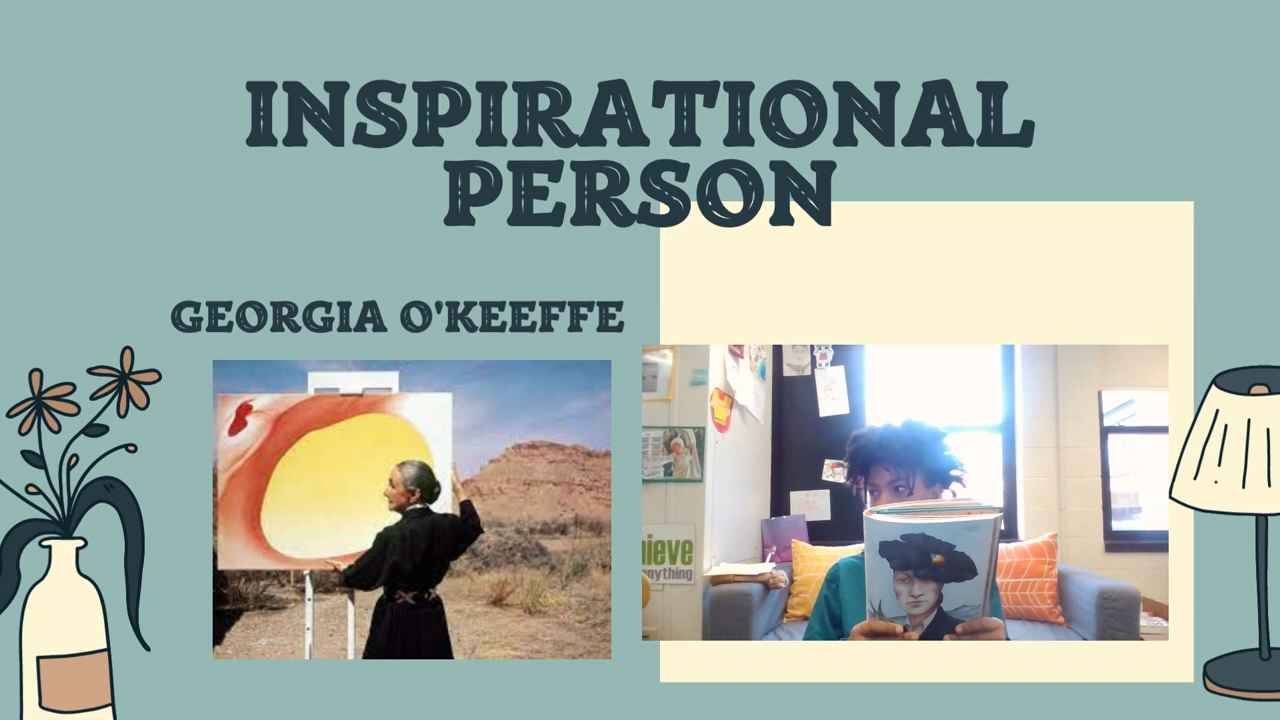 INSPIRATIONAL
PERSON
GEORGIA O'KEEFFE
ieve
nything